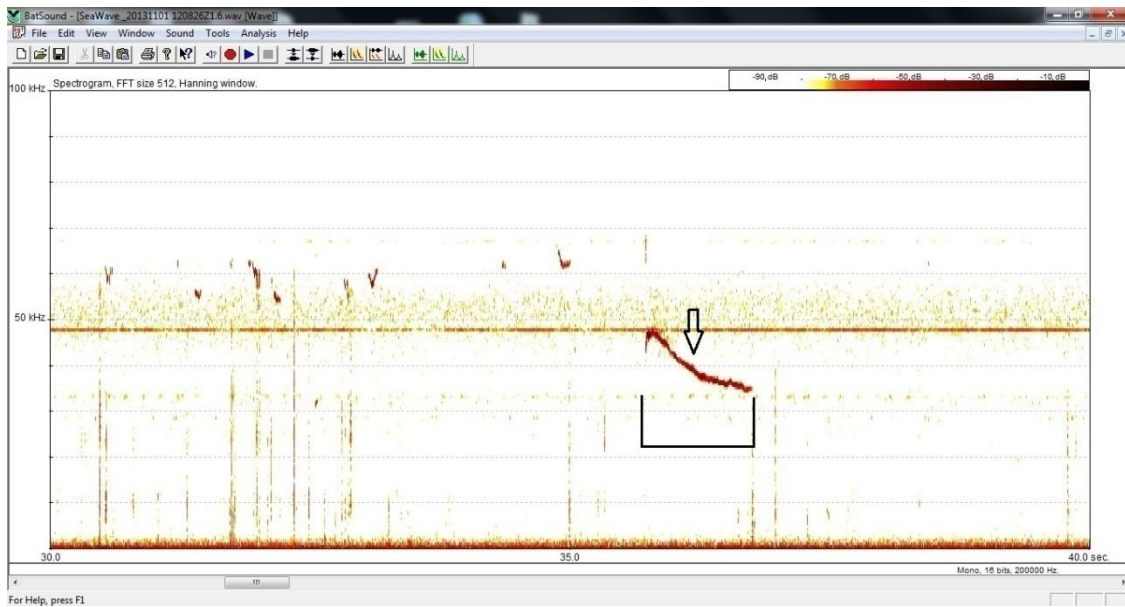 BatSound - [SeaWave _20131101 120826Z1.6.wav [Wave]]
File Edit View Window Sound Tools Analysis Help
Spectrogram, FFT size 512, Hanning window.
-90, dB -70, dB -50, dB -30, dB -10, dB
100 kHz
50 kHz
30.0 35.0 40.0 sec.
Mono, 16 bits, 200000 Hz.
For Help, press F1